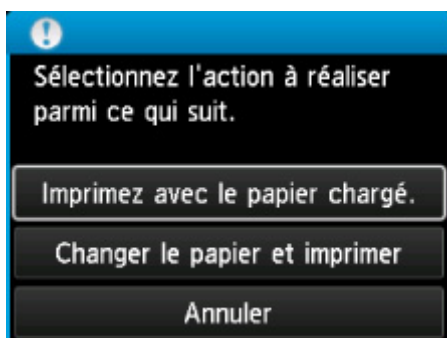 Sélectionnez l'action à réaliser
parmi ce qui suit.
Imprimez avec le papier chargé.
Changer le papier et imprimer
Annuler